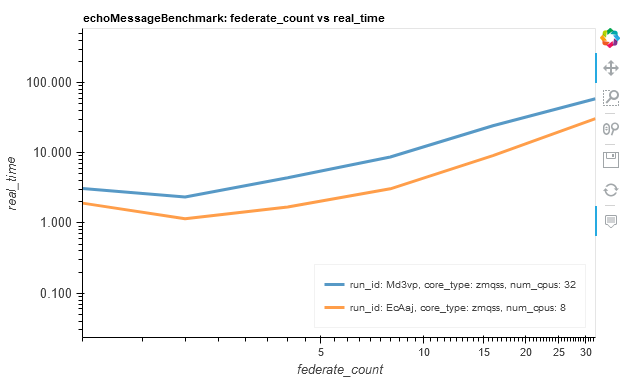 echoMessageBenchmark: federate_count vs real_time
100.000
10.000
1.000
0.100
real_time
run_id: Md3vp, core_type: zmqss, num_cpus: 32
run_id: EcAaj, core_type: zmqss, num_cpus: 8
5 10 15 20 25 30
federate_count